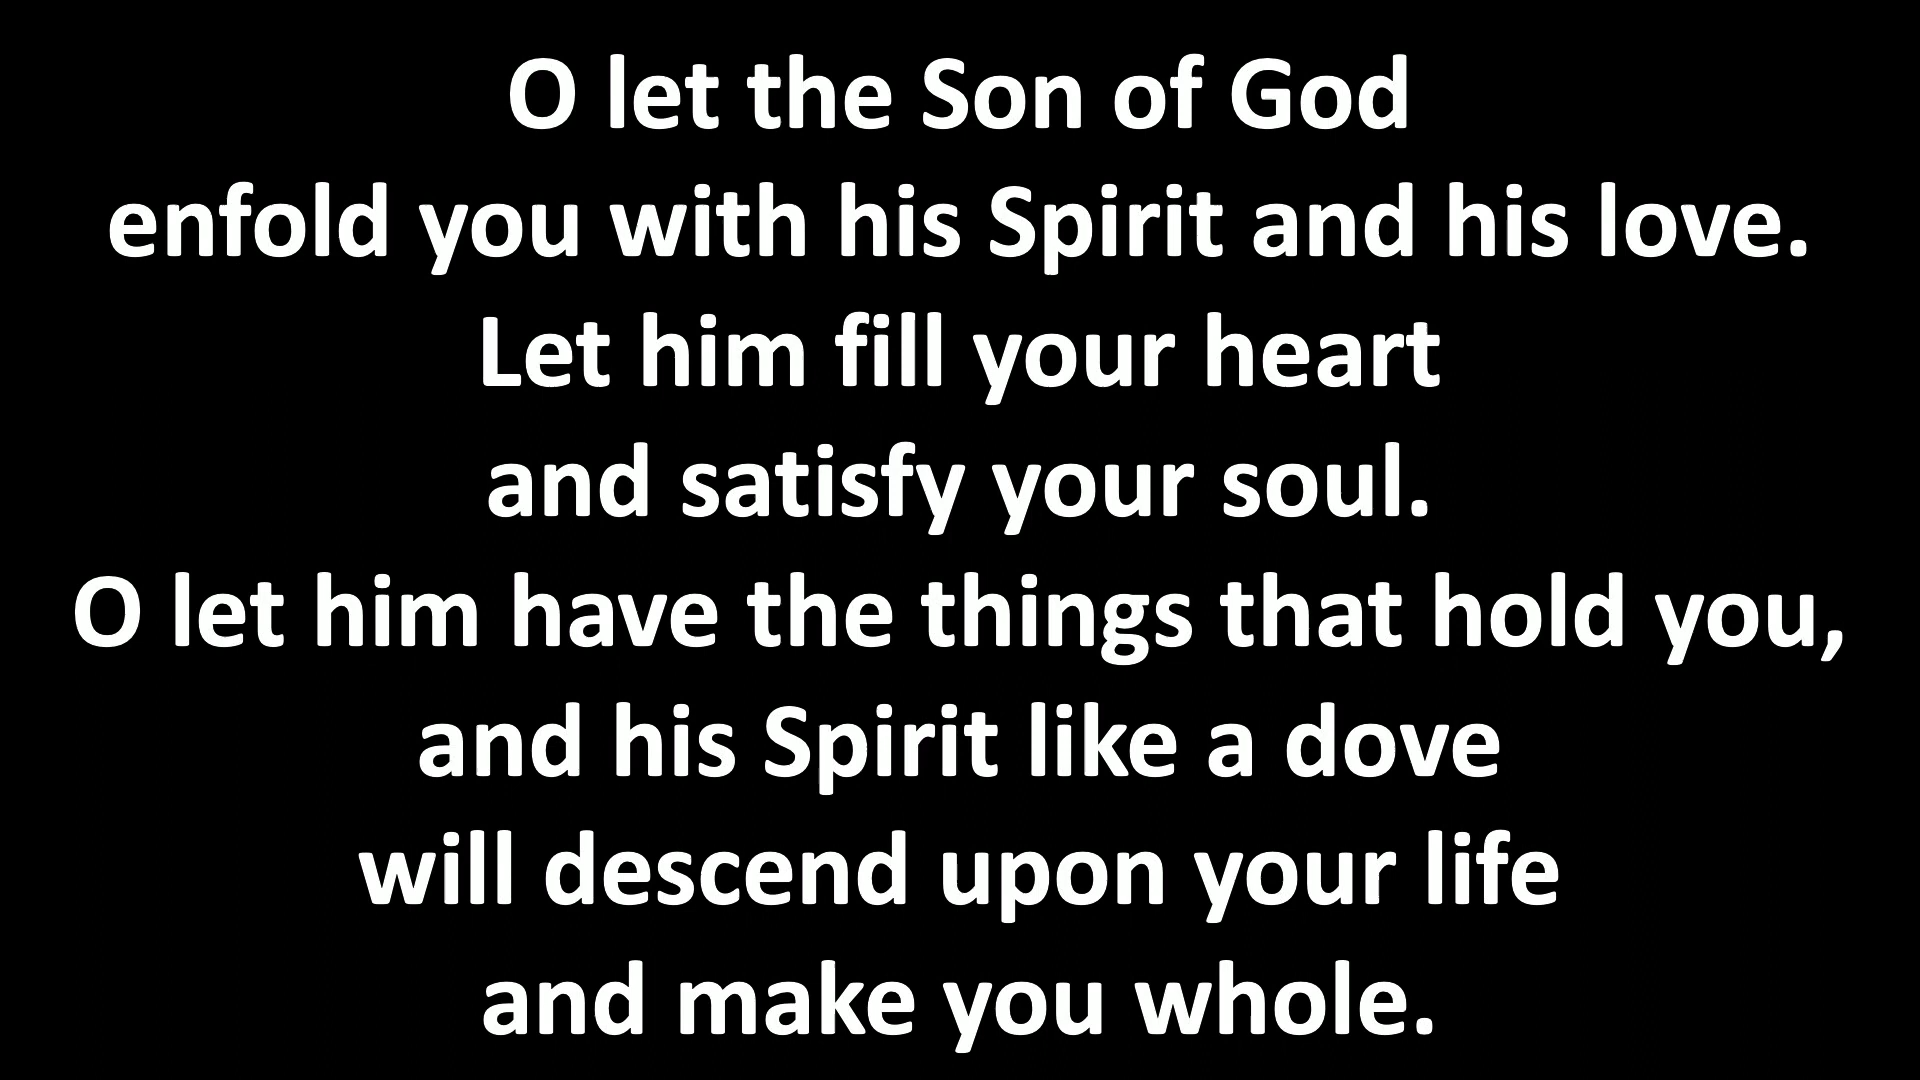 O let the Son of God
enfold you with his Spirit and his love.
Let him fill your heart
and satisfy your soul.
O let him have the things that hold you,
and his Spirit like a dove
will descend upon your life
and make you whole.